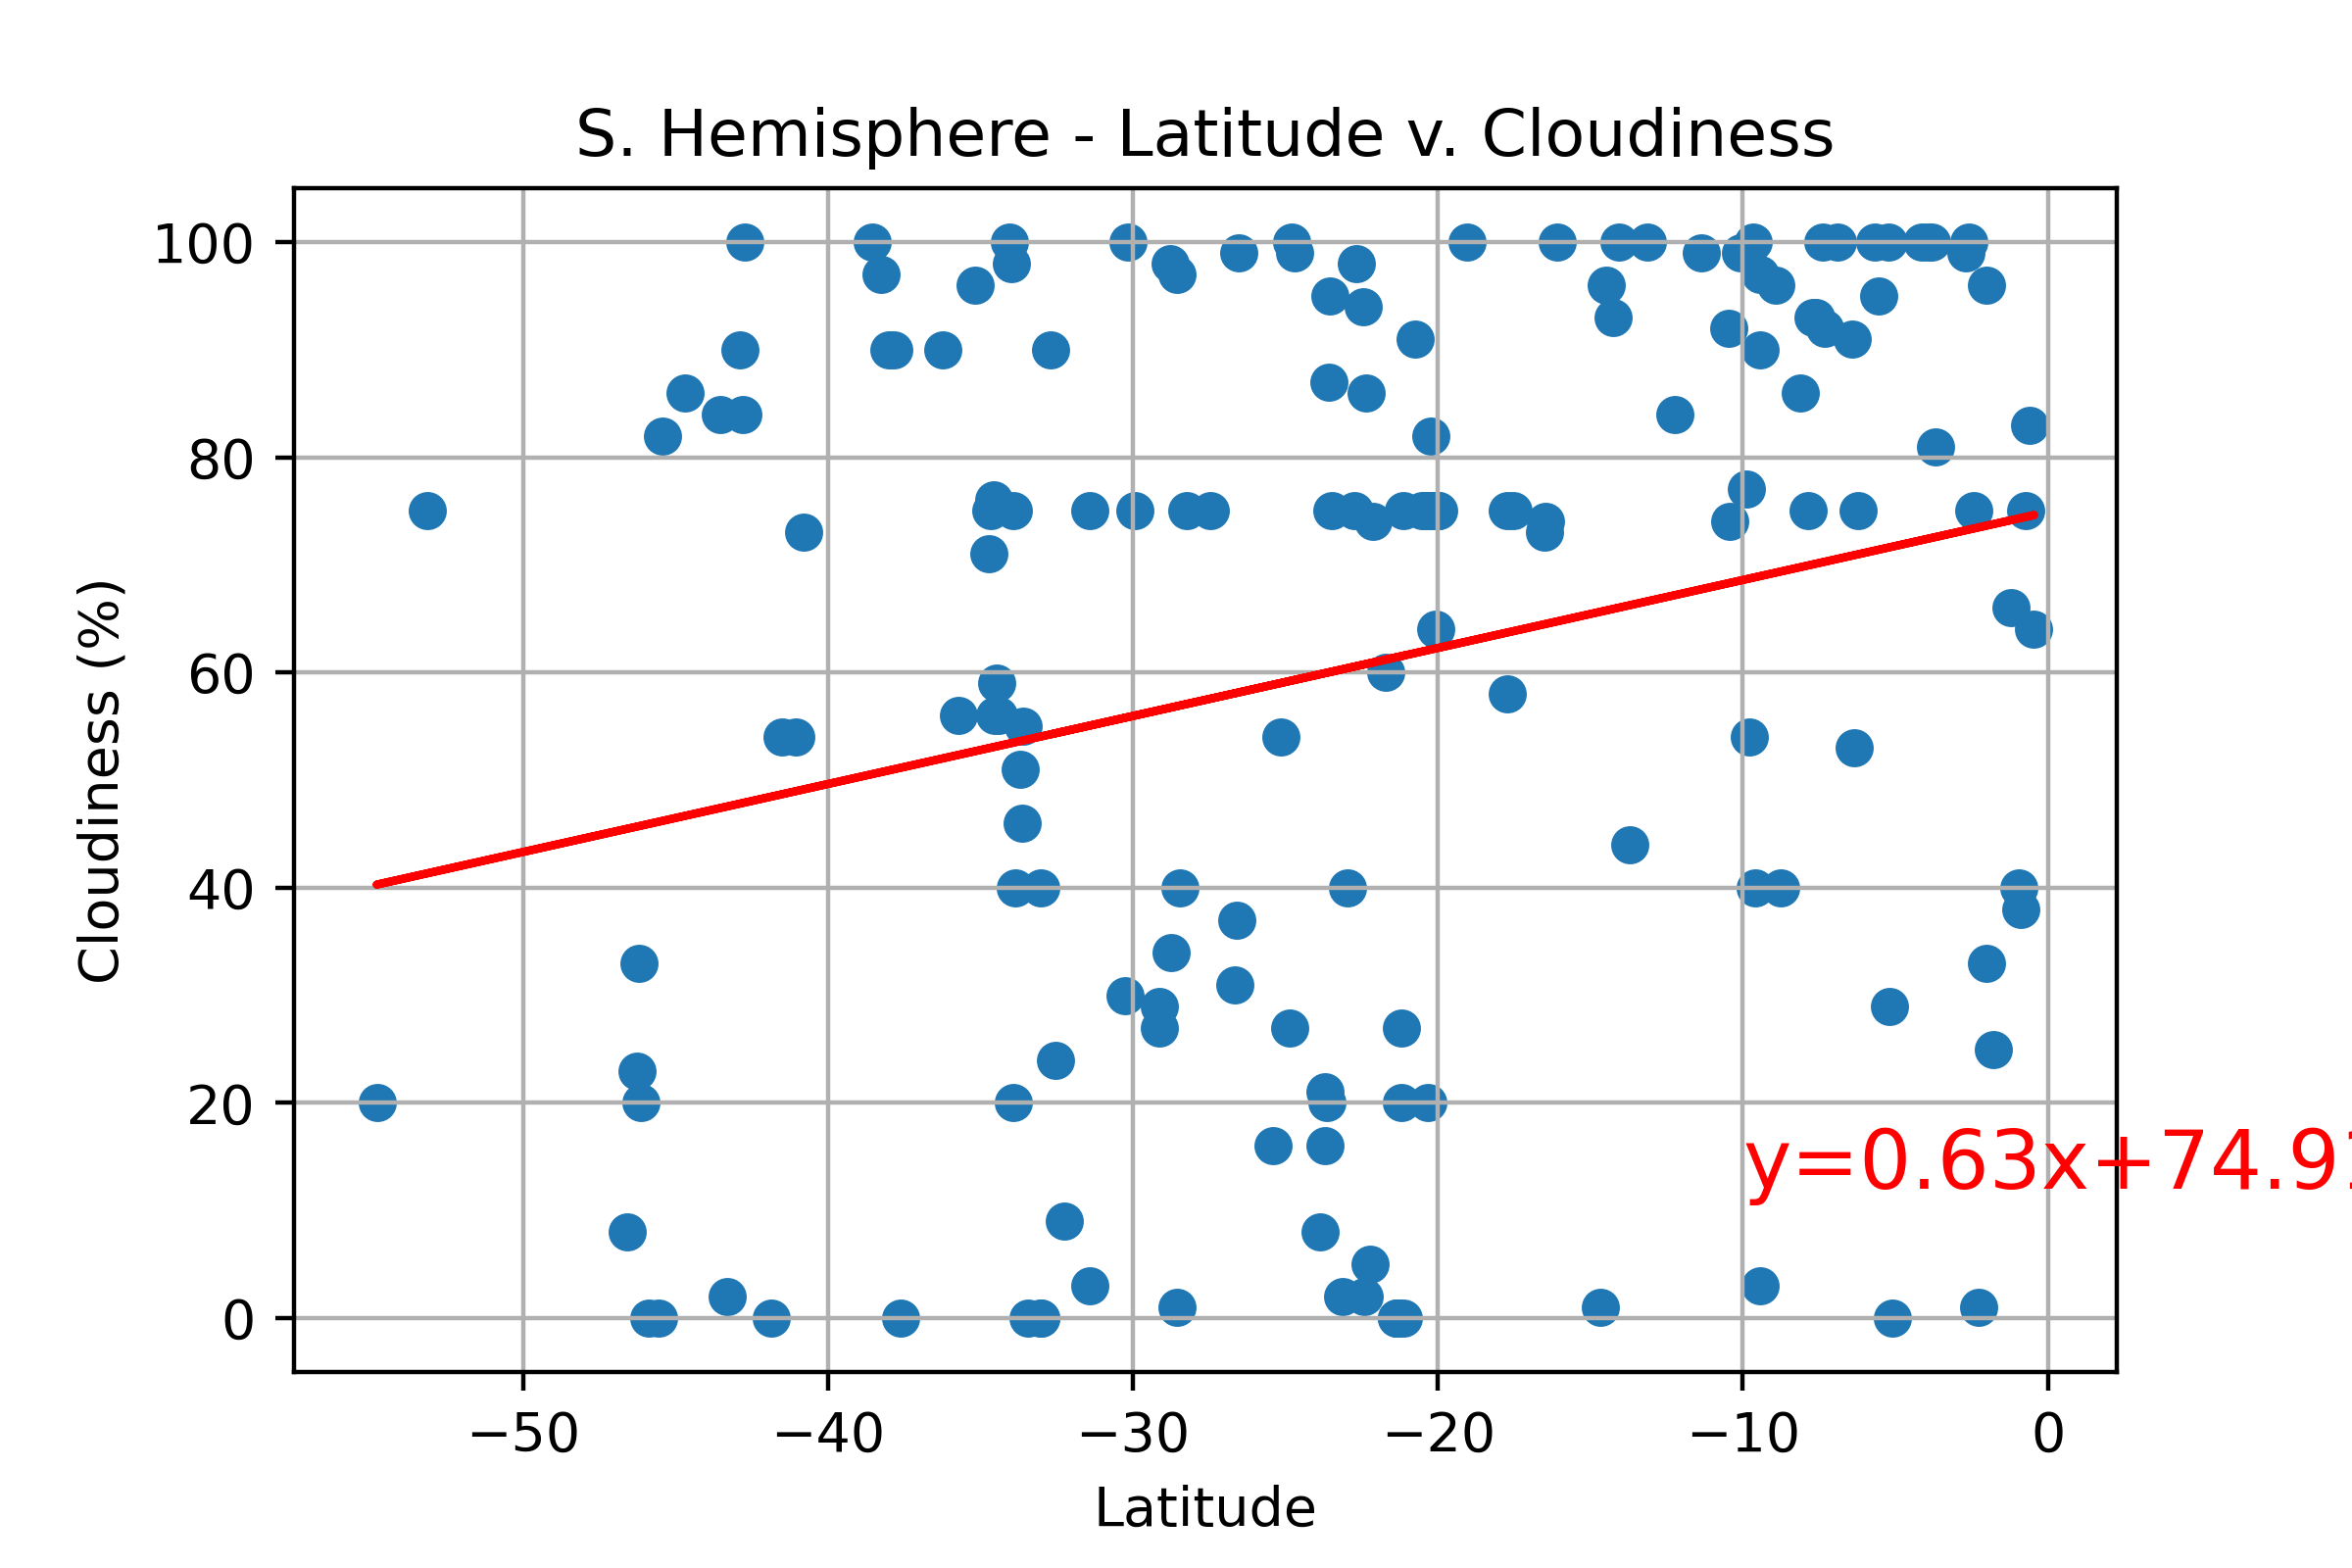 S. Hemisphere - Latitude v. Cloudiness
100
80
60
40
20
0
Cloudiness (%)
y=0.63x+74.9
−50 −40 −30 −20 −10 0
Latitude